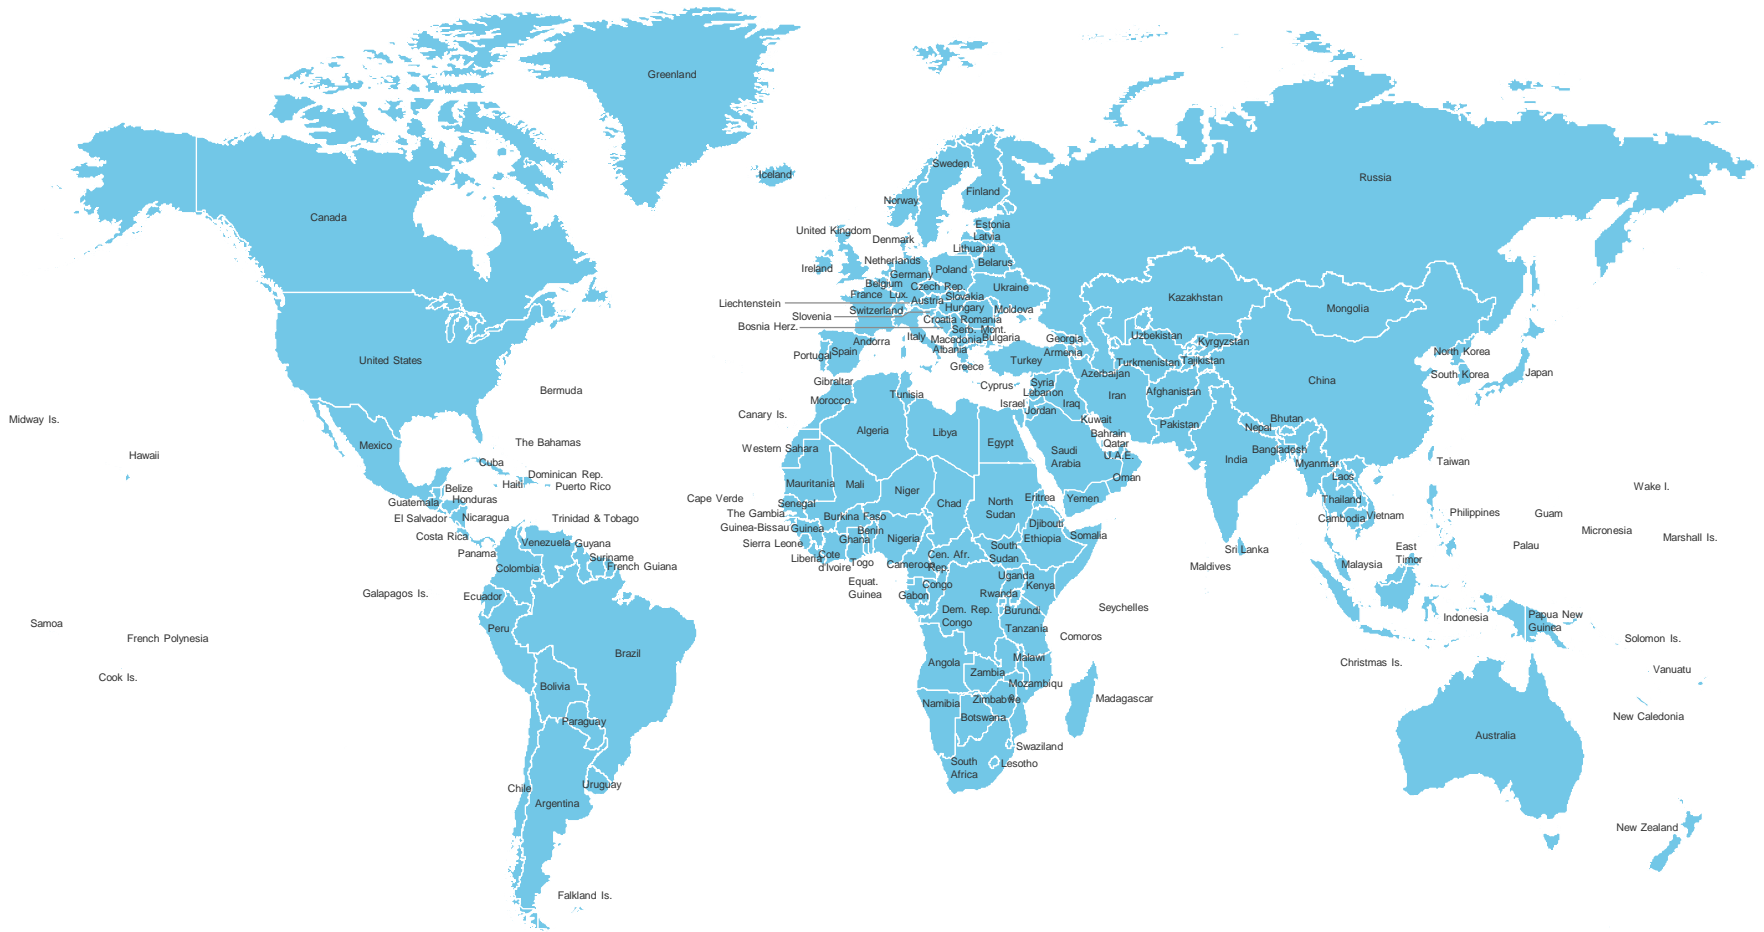 Greenland
Iceland
Sweden
Russia
Finland
Norway
Canada
Estonia
United Kingdom
Denmark
Latvia
Lithuania
Netherlands
Belarus
Ireland
Germany
Poland
Belgium
Czech Rep.
Ukraine
France
Lux.
Slovakia
Kazakhstan
Liechtenstein
Austria
Hungary
Switzerland
Moldova
Mongolia
Slovenia
Croatia
Romania
Bosnia Herz.
Serb. Mont.
Italy
Macedonia
Bulgaria
Georgia
Uzbekistan
Kyrgyzstan
Andorra
Albania
Armenia
Portugal
Spain
Greece
Turkey
Turkmenistan
Tajikistan
North Korea
United States
Azerbaijan
South Korea
Japan
China
Gibraltar
Cyprus
Syria
Lebanon
Afghanistan
Bermuda
Tunisia
Morocco
Israel
Jordan
Iraq
Iran
Midway Is.
Canary Is.
Kuwait
Pakistan
Bhutan
Nepal
Algeria
Libya
Egypt
Bahrain
Qatar
U.A.E.
Mexico
The Bahamas
Western Sahara
Saudi
Arabia
Bangladesh
Hawaii
India
Myanmar
Taiwan
Cuba
Dominican Rep.
Haiti
Puerto Rico
Belize
Mauritania
Mali
Niger
Oman
Laos
Wake I.
Guatemala
Honduras
Cape Verde
Senegal
Chad
North
Sudan
Eritrea
Yemen
Thailand
El Salvador
Nicaragua
Trinidad & Tobago
The Gambia
Burkina Faso
Djibouti
Cambodia
Vietnam
Philippines
Guam
Guinea-Bissau
Guinea
Benin
Micronesia
Costa Rica
Venezuela
Guyana
Sierra Leone
Ghana
Nigeria
Ethiopia
Somalia
Marshall Is.
Panama
Suriname
Liberia
Cote
d'Ivoire
Togo
Cameroon
Cen. Afr.
Rep.
South
Sudan
Sri Lanka
East
Timor
Palau
Colombia
French Guiana
Maldives
Malaysia
Equat.
Guinea
Congo
Uganda
Kenya
Galapagos Is.
Ecuador
Gabon
Rwanda
Dem. Rep.
Congo
Burundi
Seychelles
Indonesia
Papua New
Guinea
Samoa
Peru
Tanzania
Comoros
French Polynesia
Solomon Is.
Brazil
Angola
Malawi
Christmas Is.
Cook Is.
Zambia
Vanuatu
Bolivia
Mozambiqu
e
Namibia
Zimbabwe
Madagascar
Paraguay
Botswana
New Caledonia
Swaziland
Australia
South
Africa
Lesotho
Chile
Uruguay
Argentina
New Zealand
Falkland Is.